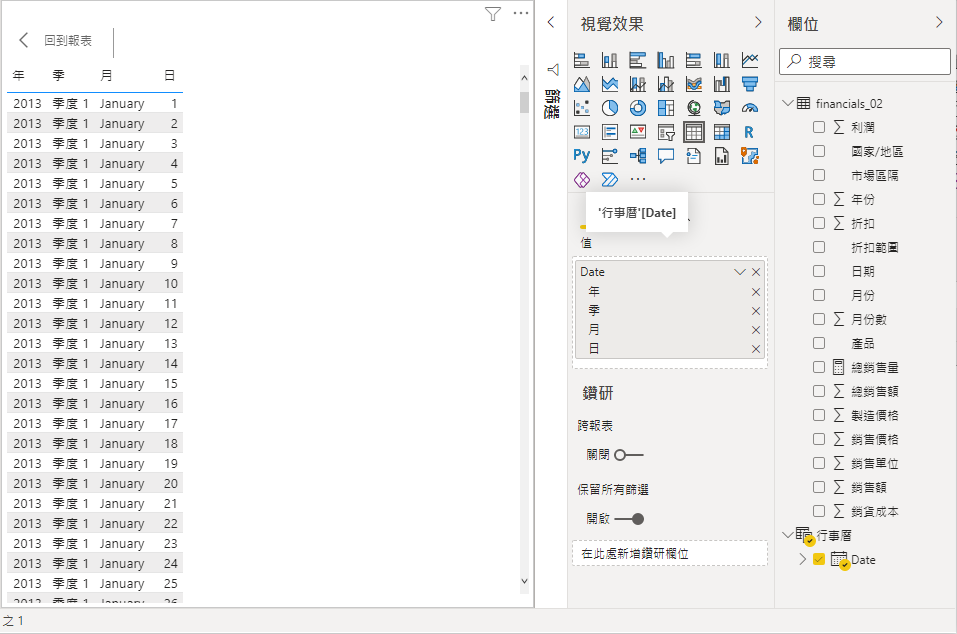 回到報表
年 季 月 日
2013 季度 1 January 1
2013 季度 1 January 2
2013 季度 1 January 3
2013 季度 1 January 4
2013 季度 1 January 5
2013 季度 1 January 6
2013 季度 1 January 7
2013 季度 1 January 8
2013 季度 1 January 9
2013 季度 1 January 10
2013 季度 1 January 11
2013 季度 1 January 12
2013 季度 1 January 13
2013 季度 1 January 14
2013 季度 1 January 15
2013 季度 1 January 16
2013 季度 1 January 17
2013 季度 1 January 18
2013 季度 1 January 19
2013 季度 1 January 20
2013 季度 1 January 21
2013 季度 1 January 22
2013 季度 1 January 23
2013 季度 1 January 24
2013 季度 1 January 25
2013 季度 1 January 26
之 1
篩選
視覺效果
123
R
Py
'行事曆'[Date]
值
Date
年
季
月
日
鑽研
跨報表
關閉
保留所有篩選
開啟
在此處新增鑽研欄位
欄位
搜尋
financials_02
利潤
國家/地區
市場區隔
年份
折扣
折扣範圍
日期
月份
月份數
產品
總銷售量
總銷售額
製造價格
銷售價格
銷售單位
銷售額
銷貨成本
行事曆
Date